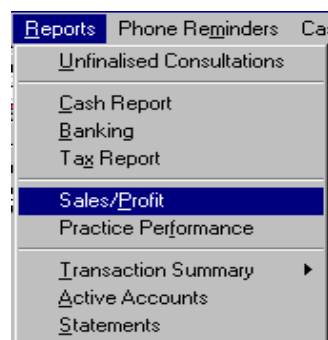 Reports Phone Reminders Ca
Unfinalised Consultations
Cash Report
Banking
Tax Report
Sales/Profit
Practice Performance
Transaction Summary
Active Accounts
Statements